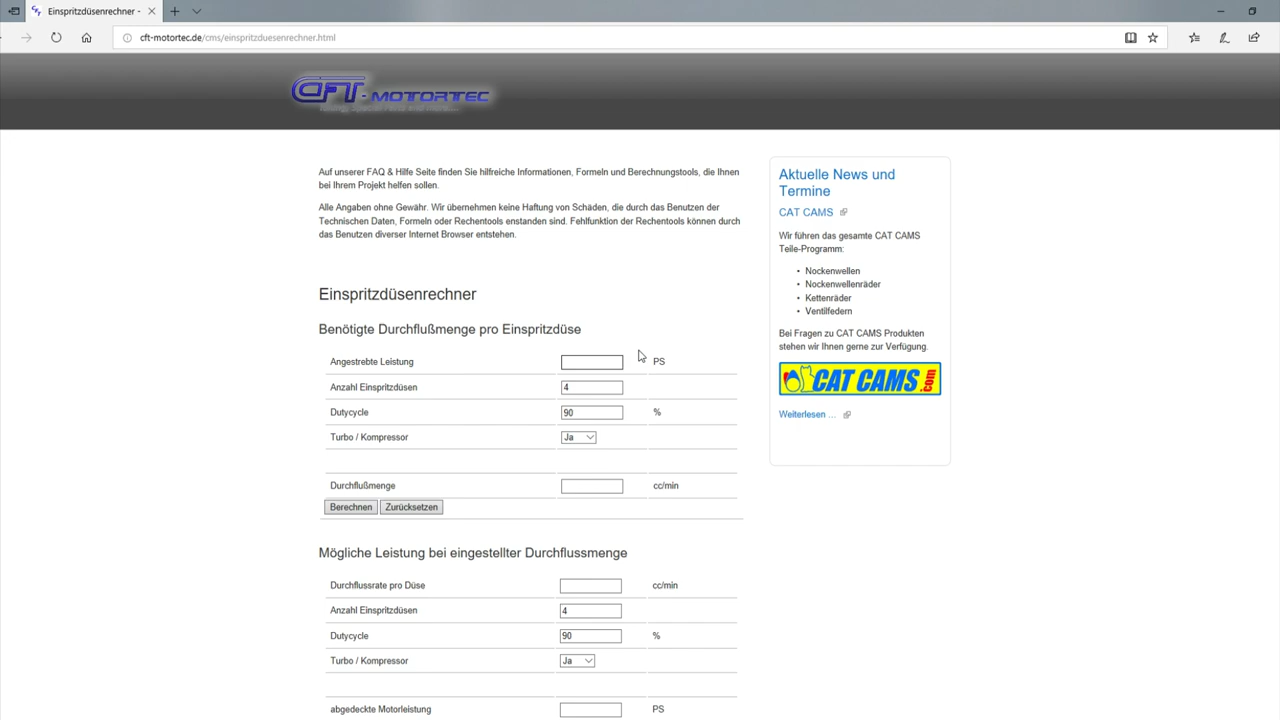 Einspritzdüsenrechner -
cft-motortec.de/cms/einspritzduesenrechner.html
CFT-MOTORTEC
Auf unserer FAQ & Hilfe Seite finden Sie hilfreiche Informationen, Formeln und Berechnungstools, die Ihnen
bei Ihrem Projekt helfen sollen.
Alle Angaben ohne Gewähr. Wir übernehmen keine Haftung von Schäden, die durch das Benutzen der
Technischen Daten, Formeln oder Rechentools enstanden sind. Fehlfunktion der Rechentools können durch
das Benutzen diverser Internet Browser entstehen.
Einspritzdüsenrechner
Benötigte Durchflußmenge pro Einspritzdüse
Angestrebte Leistung PS
Anzahl Einspritzdüsen 4
Dutycycle 90 %
Turbo / Kompressor Ja
Durchflußmenge cc/min
Berechnen Zurücksetzen
Mögliche Leistung bei eingestellter Durchflussmenge
Durchflussrate pro Düse cc/min
Anzahl Einspritzdüsen 4
Dutycycle 90 %
Turbo / Kompressor Ja
abgedeckte Motorleistung PS
Aktuelle News und
Termine
CAT CAMS
Wir führen das gesamte CAT CAMS
Teile-Programm:
• Nockenwellen
• Nockenwellenräder
• Kettenräder
• Ventilfedern
Bei Fragen zu CAT CAMS Produkten
stehen wir Ihnen gerne zur Verfügung.
CAT CAMS.com
Weiterlesen …